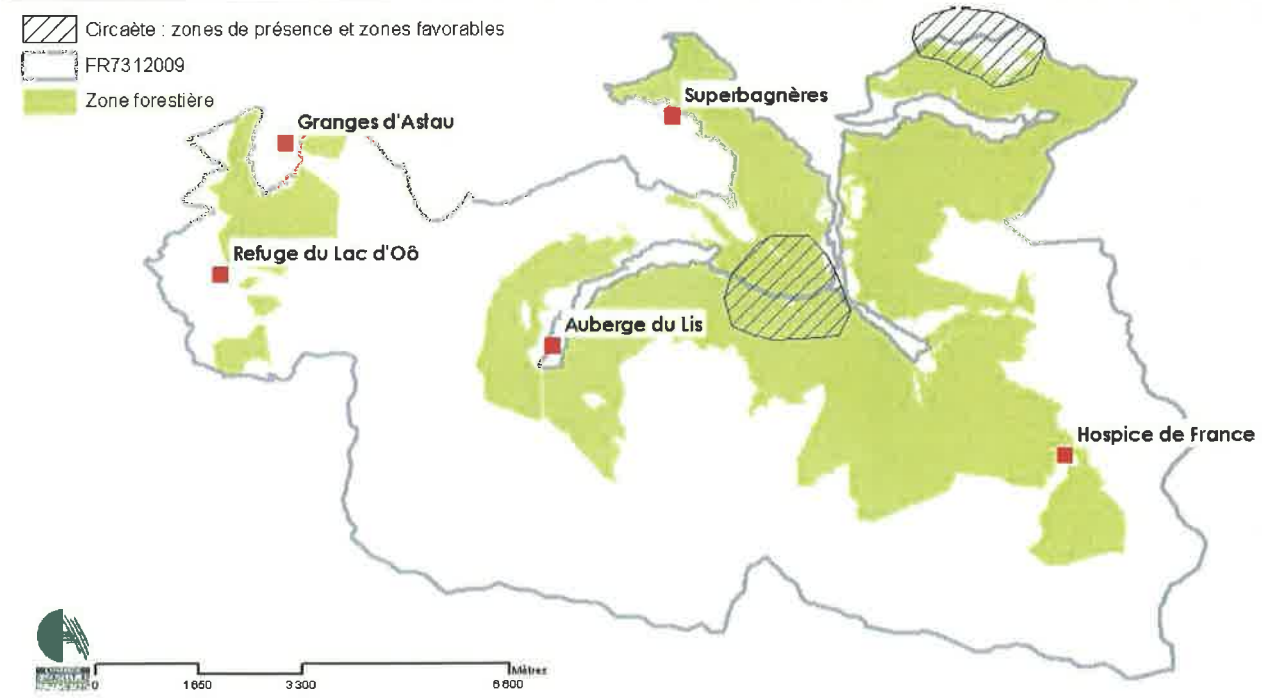 Circaète : zones de présence et zones favorables
FR7312009
Zone forestière
Granges d'Astau
Superbagnères
Refuge du Lac d'Oô
Auberge du Lis
Hospice de France
Mètres
0 1 650 3 300 6 600